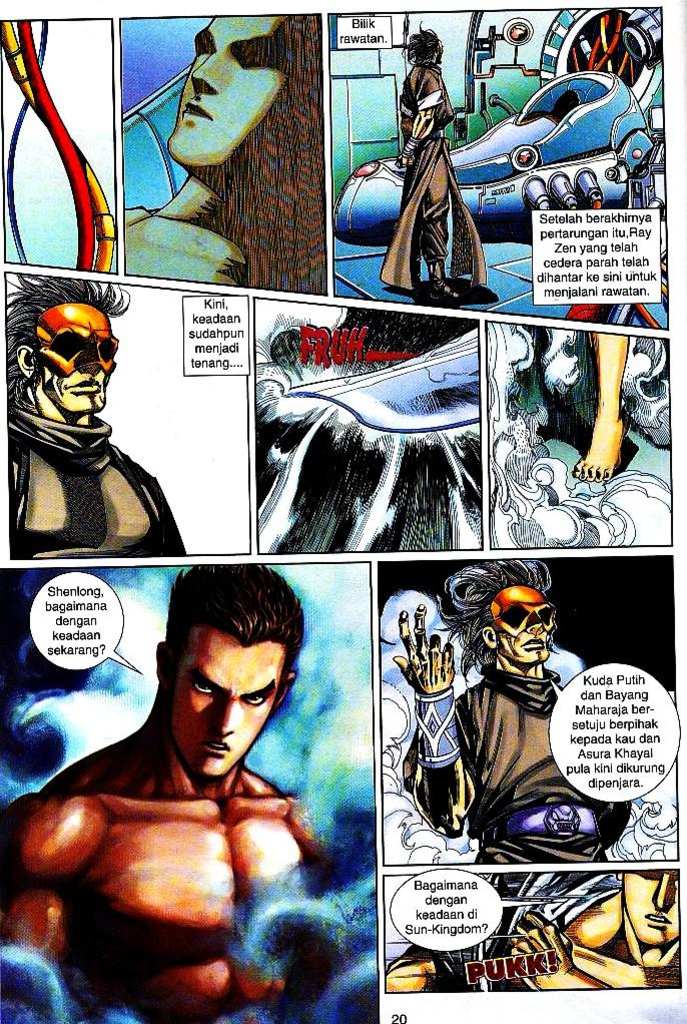 Bilik
rawatan.
Setelah berakhirnya
pertarungan itu,Ray
Zen yang telah
cedera parah telah
dihantar ke sini untuk
menjalani rawatan.
Kini,
keadaan
sudahpun
menjadi
tenang....
FRUH
Shenlong,
bagaimana
dengan
keadaan
sekarang?
Kuda Putih
dan Bayang
Maharaja ber-
setuju berpihak
kepada kau dan
Asura Khayal
pula kini dikurung
dipenjara.
Bagaimana
dengan
keadaan di
Sun-Kingdom?
PUKK!
20